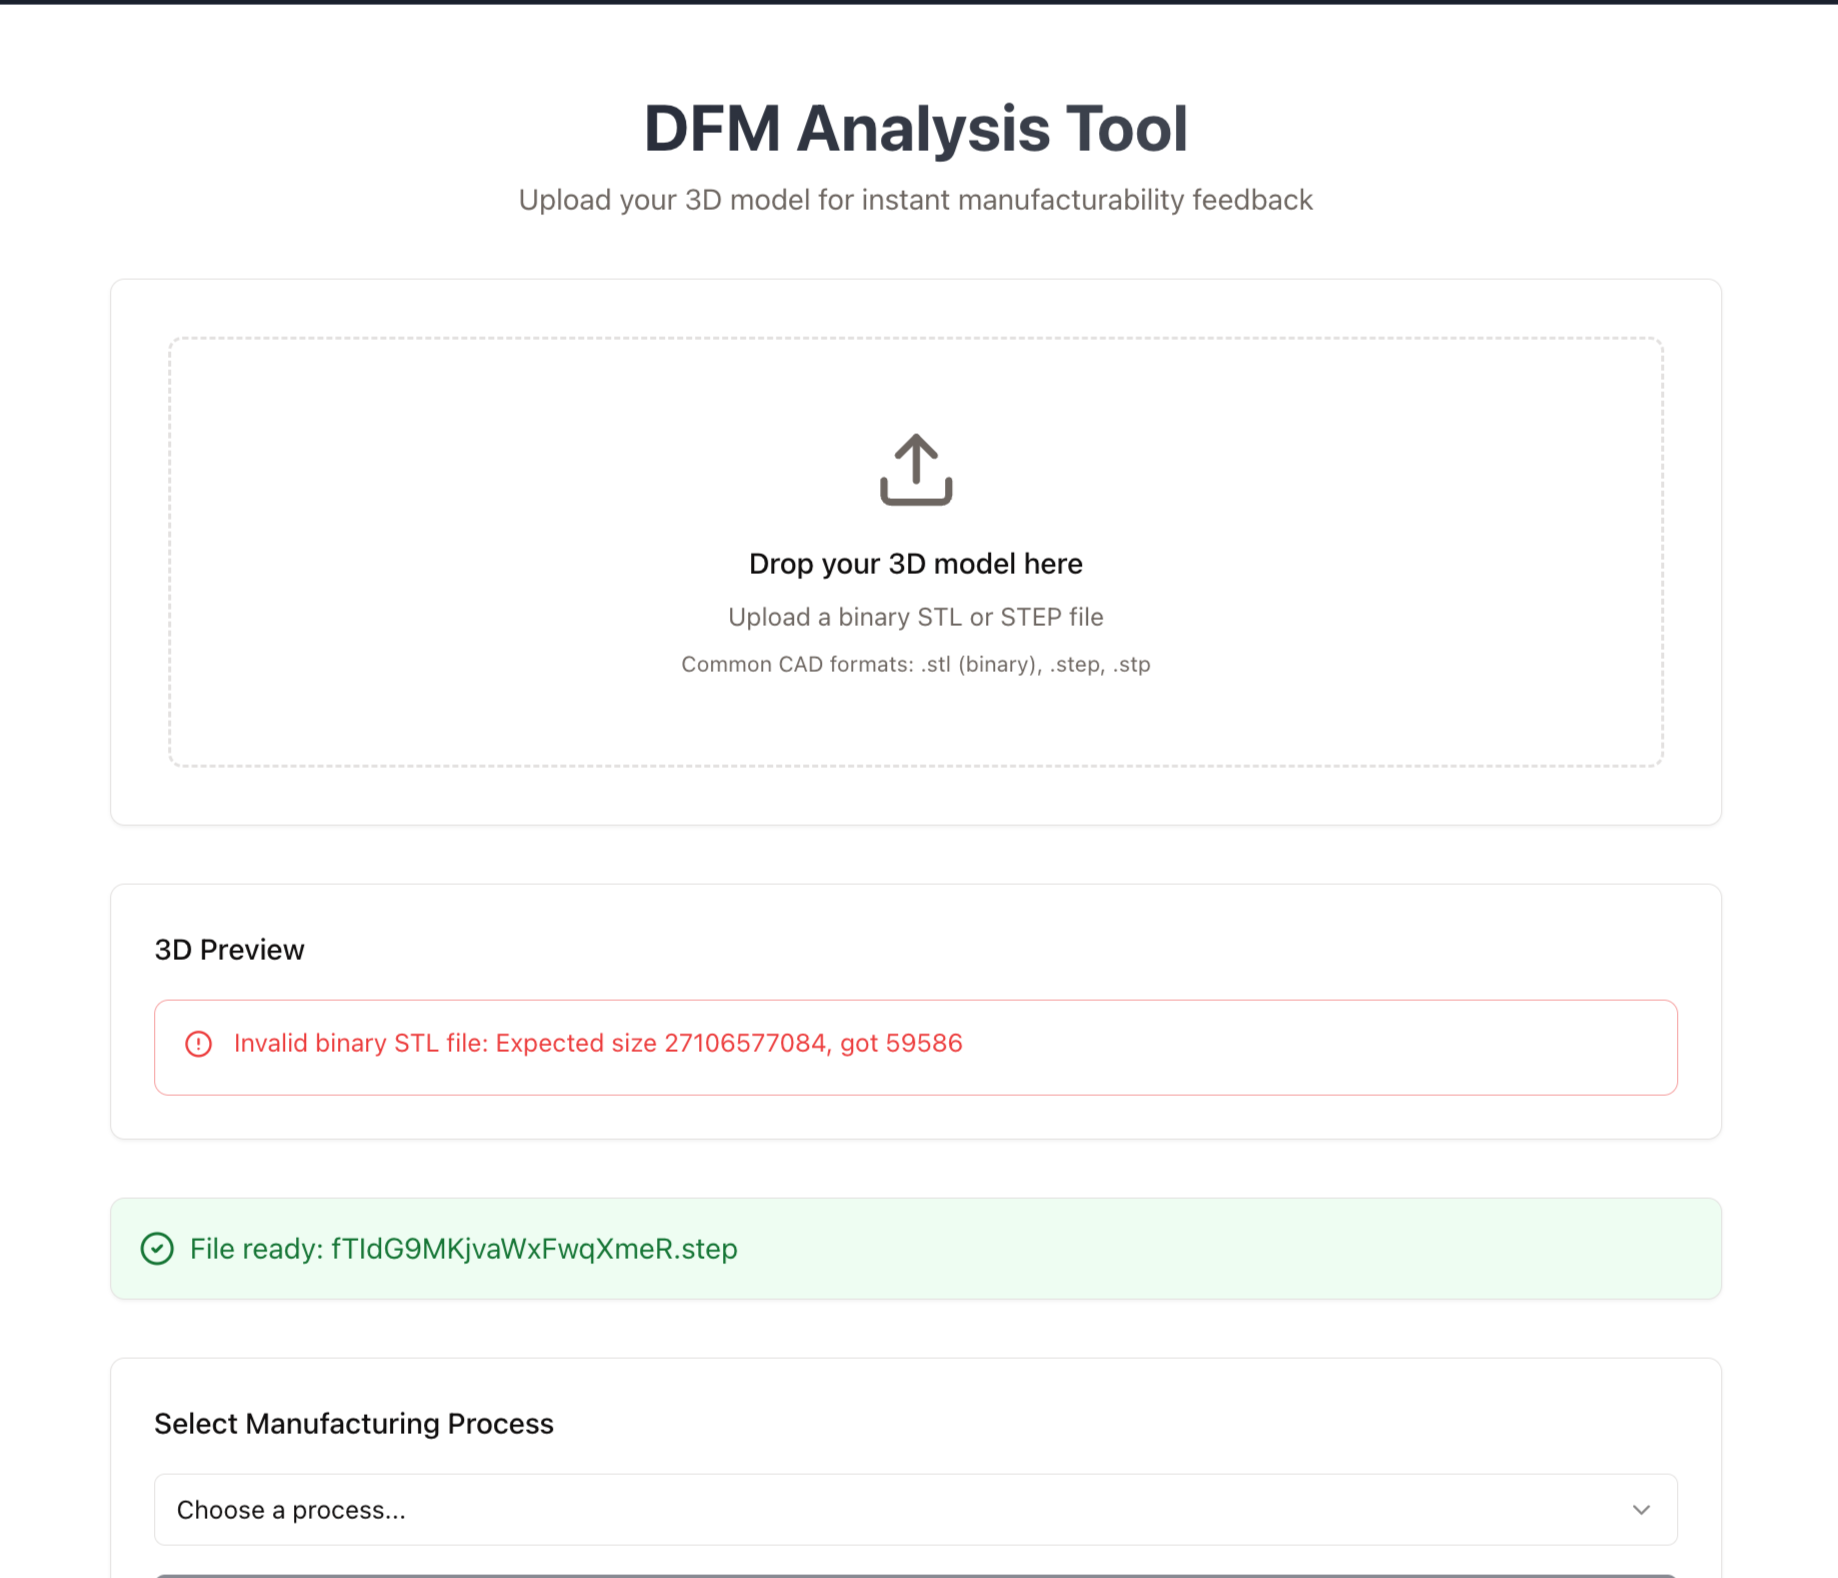 DFM Analysis Tool
Upload your 3D model for instant manufacturability feedback
Drop your 3D model here
Upload a binary STL or STEP file
Common CAD formats: .stl (binary), .step, .stp
3D Preview
Invalid binary STL file: Expected size 27106577084, got 59586
File ready: fTIdG9MKjvaWxFwqXmeR.step
Select Manufacturing Process
Choose a process...